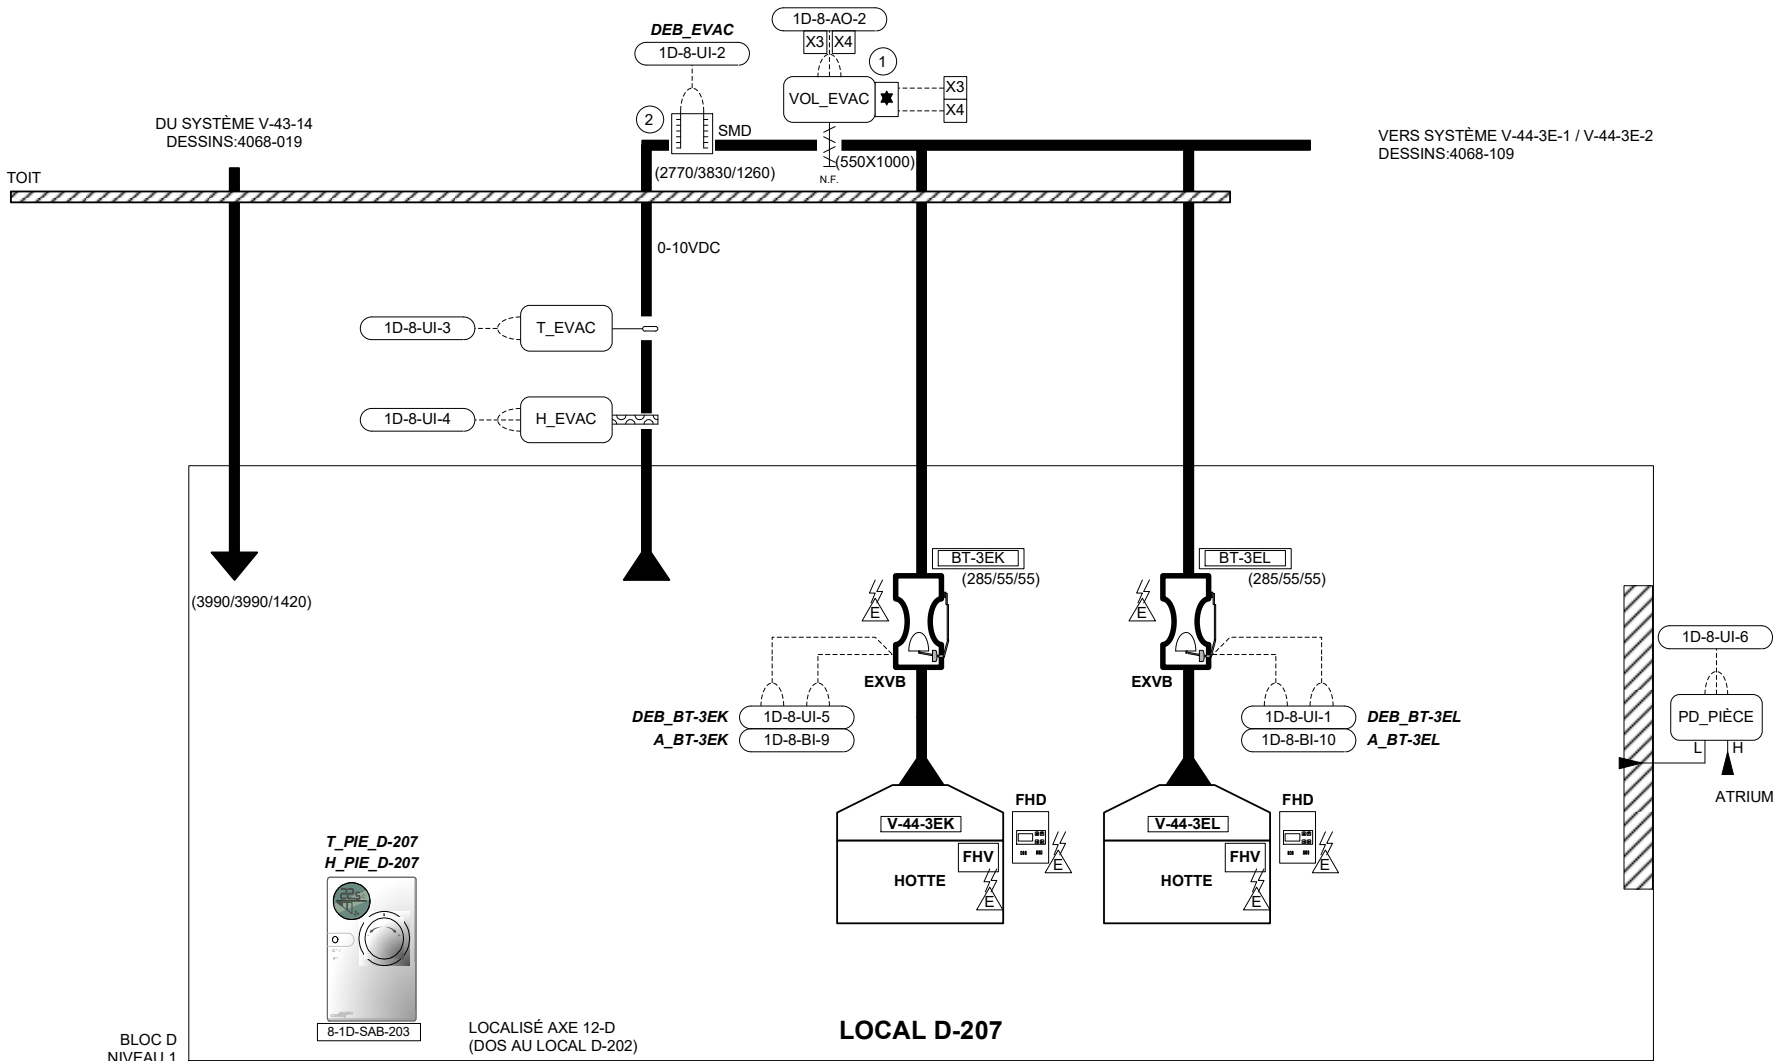 1D-8-AO-2
X3 X4
DEB_EVAC
1D-8-UI-2
1
VOL_EVAC
X3
X4
2
SMD
DU SYSTÈME V-43-14
DESSINS:4068-019
VERS SYSTÈME V-44-3E-1 / V-44-3E-2
DESSINS:4068-109
(2770/3830/1260)
(550X1000)
N.F.
TOIT
0-10VDC
1D-8-UI-3
T_EVAC
1D-8-UI-4
H_EVAC
BT-3EK
(285/55/55)
BT-3EL
(285/55/55)
(3990/3990/1420)
E
E
EXVB
EXVB
1D-8-UI-6
PD_PIÈCE
L
H
ATRIUM
DEB_BT-3EK
1D-8-UI-5
A_BT-3EK
1D-8-BI-9
1D-8-UI-1
DEB_BT-3EL
1D-8-BI-10
A_BT-3EL
V-44-3EK
FHD
E
FHV
E
HOTTE
V-44-3EL
FHD
E
FHV
E
HOTTE
T_PIE_D-207
H_PIE_D-207
22.5
8-1D-SAB-203
LOCALISÉ AXE 12-D
(DOS AU LOCAL D-202)
LOCAL D-207
BLOC D
NIVEAU 1